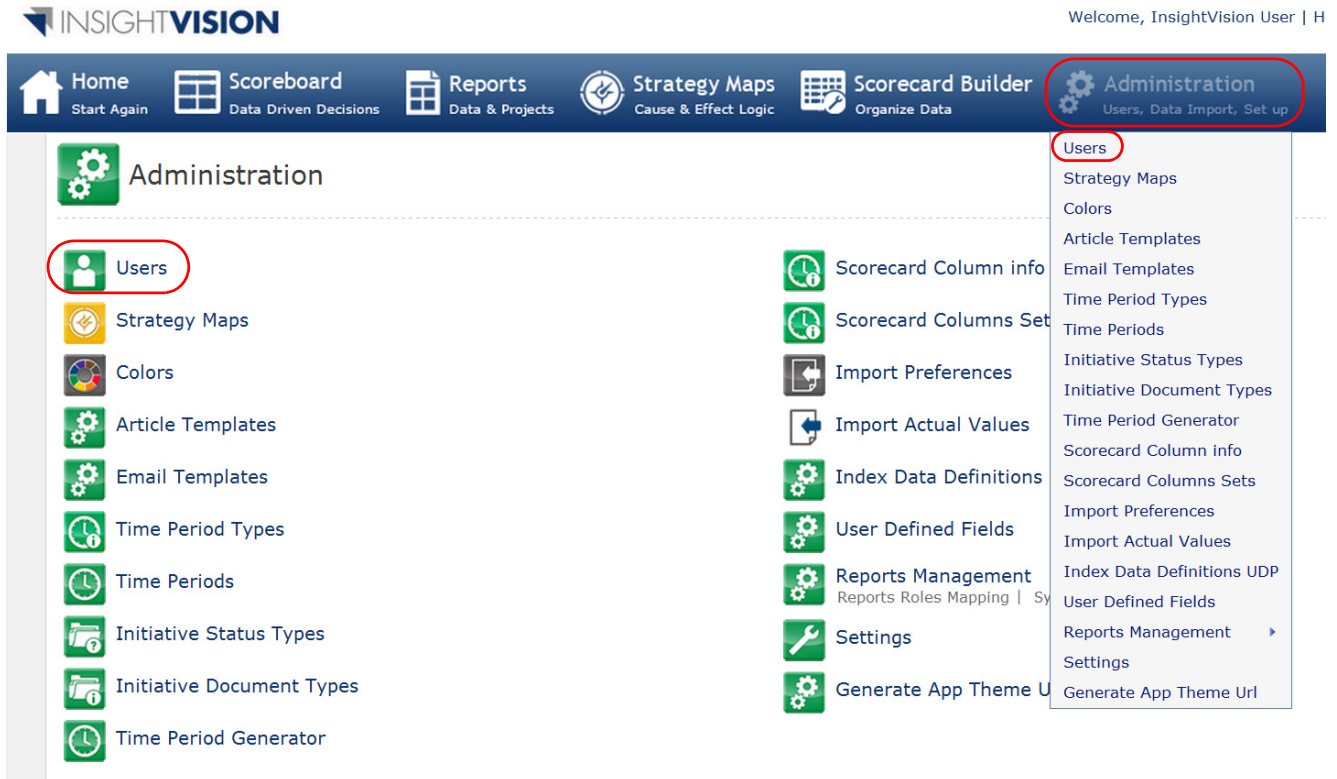 INSIGHTVISION
Welcome, InsightVision User | H
Home
Start Again
Scoreboard
Data Driven Decisions
Reports
Data & Projects
Strategy Maps
Cause & Effect Logic
Scorecard Builder
Organize Data
Administration
Users, Data Import, Set up
Administration
Users
Strategy Maps
Colors
Article Templates
Email Templates
Time Period Types
Time Periods
Initiative Status Types
Initiative Document Types
Time Period Generator
Scorecard Column info
Scorecard Columns Set
Import Preferences
Import Actual Values
Index Data Definitions
User Defined Fields
Reports Management
Reports Roles Mapping | Sy
Settings
Generate App Theme U
Users
Strategy Maps
Colors
Article Templates
Email Templates
Time Period Types
Time Periods
Initiative Status Types
Initiative Document Types
Time Period Generator
Scorecard Column info
Scorecard Columns Sets
Import Preferences
Import Actual Values
Index Data Definitions UDP
User Defined Fields
Reports Management
Settings
Generate App Theme Url